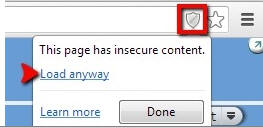 This page has insecure content.
Load anyway
Learn more
Done
t